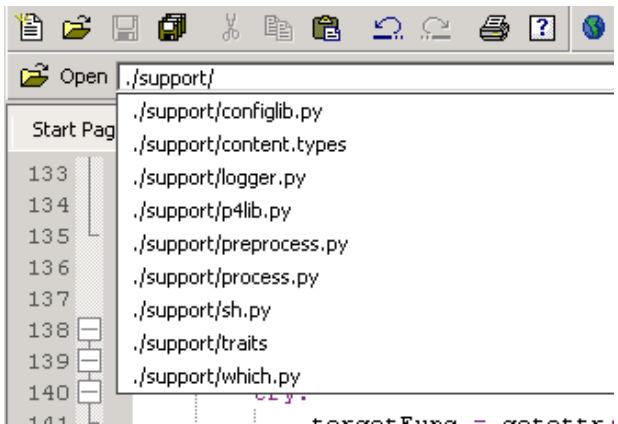 Open ./support/
Start Pag
./support/configlib.py
./support/content.types
./support/logger.py
./support/p4lib.py
./support/preprocess.py
./support/process.py
./support/sh.py
./support/traits
./support/which.py
133
134
135
136
137
138
139
140
141